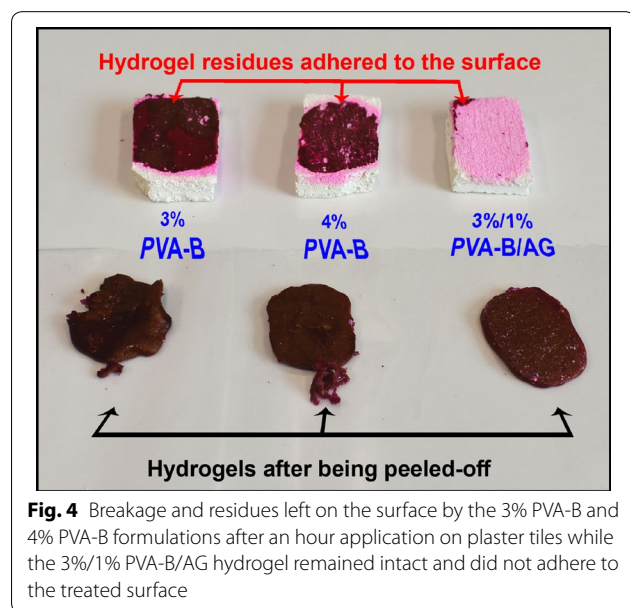 Hydrogel residues adhered to the surface
3% 4% 3%/1%
PVA-B PVA-B PVA-B/AG
Hydrogels after being peeled-off
Fig. 4 Breakage and residues left on the surface by the 3% PVA-B and
4% PVA-B formulations after an hour application on plaster tiles while
the 3%/1% PVA-B/AG hydrogel remained intact and did not adhere to
the treated surface